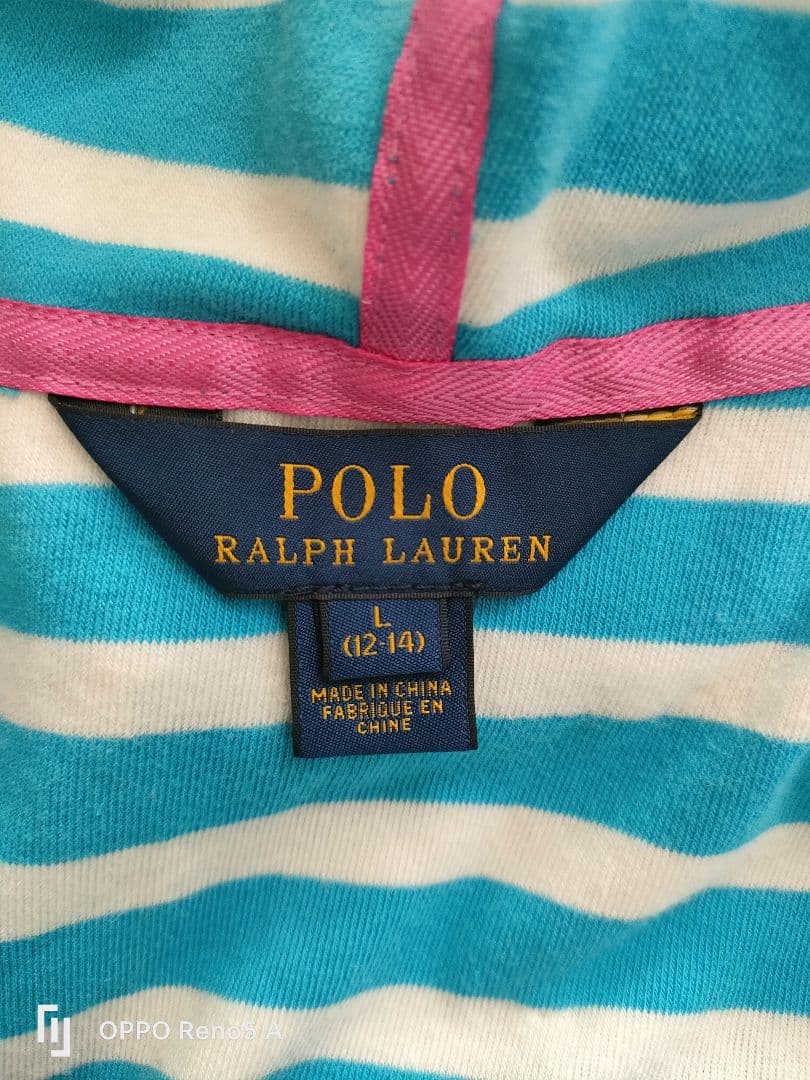 POLO
RALPH LAUREN
L
(12-14)
MADE IN CHINA
FABRIQUE EN
CHINE
OPPO Reno5 A